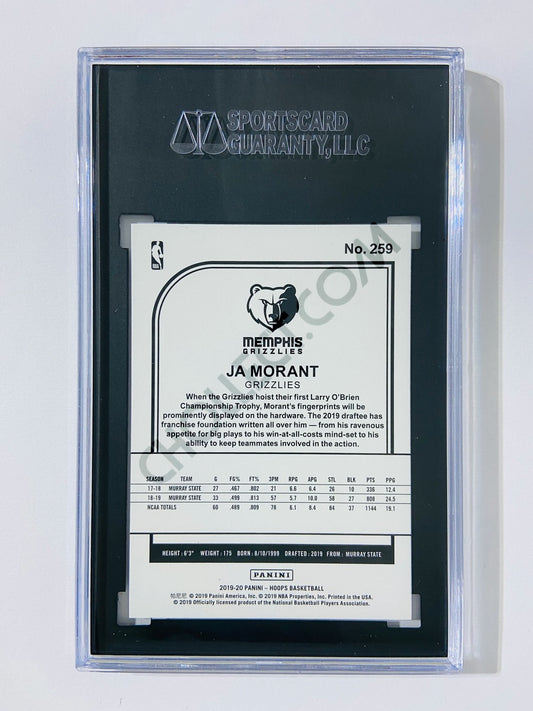 SPORTSCARD
GUARANTY, LLC
No. 259
MEMPHIS
GRIZZLIES
JA MORANT
GRIZZLIES
When the Grizzlies hoist their first Larry O'Brien
Championship Trophy, Morant's fingerprints will be
prominently displayed on the hardware. The 2019 draftee has
franchise foundation written all over him — from his ravenous
appetite for big plays to his win-at-all-costs mind-set to his
ability to keep teammates involved in the action.
SEASON TEAM G FG% FT% 3PM RPG APG STL BLK PTS PPG
17-18 MURRAY STATE 27 .467 .802 21 6.6 6.4 26 10 336 12.4
18-19 MURRAY STATE 33 .499 .813 57 5.7 10.0 58 27 808 24.5
NCAA TOTALS 60 .489 .809 78 6.1 8.4 64 37 1144 19.1
HEIGHT: 6'3" WEIGHT: 175 BORN: 8/10/1999 DRAFTED: 2019 FROM: MURRAY STATE
PANINI
2019-20 PANINI – HOOPS BASKETBALL
帕尼尼 © 2019 Panini America, Inc. © 2019 NBA Properties, Inc. Printed in the USA.
© 2019 Officially licensed product of the National Basketball Players Association.